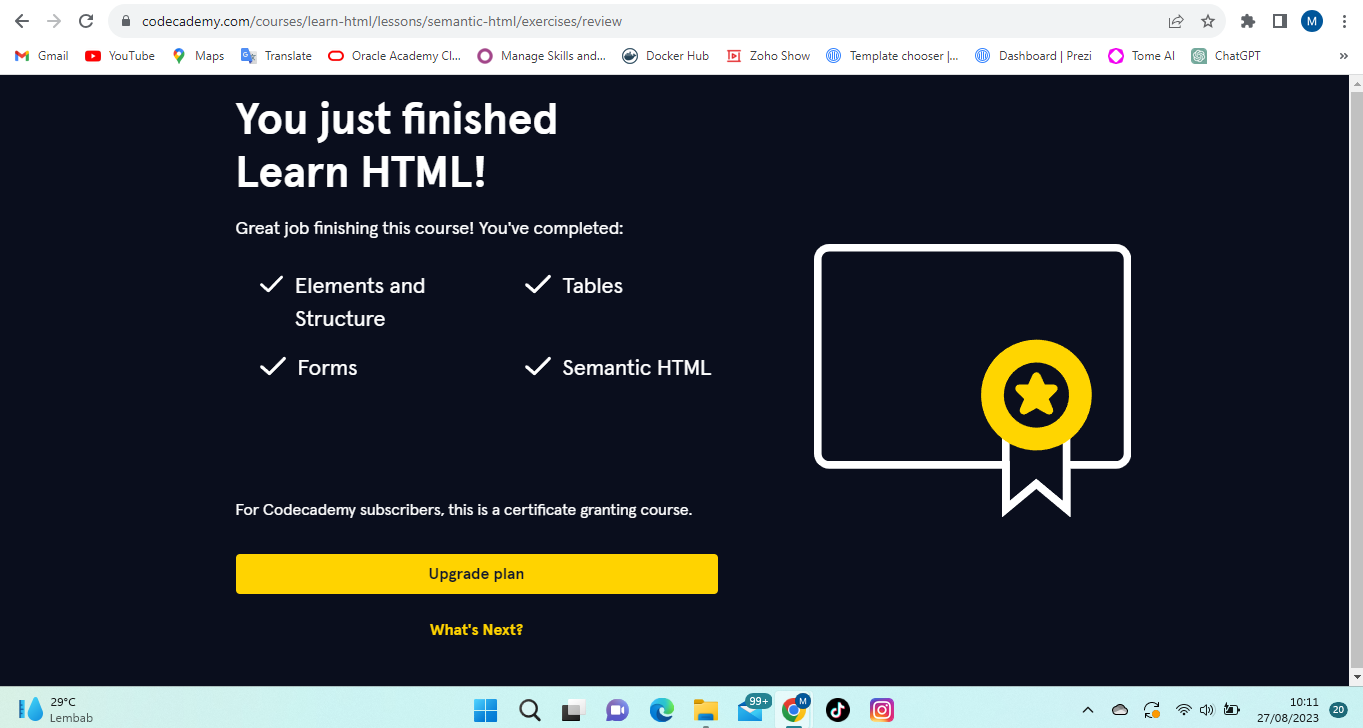 codecademy.com/courses/learn-html/lessons/semantic-html/exercises/review
M
Gmail
YouTube
Maps
Translate
Oracle Academy Cl...
Manage Skills and...
Docker Hub
Zoho Show
Template chooser |...
Dashboard | Prezi
Tome AI
ChatGPT
»
You just finished
Learn HTML!
Great job finishing this course! You've completed:
Elements and
Structure
Tables
Forms
Semantic HTML
For Codecademy subscribers, this is a certificate granting course.
Upgrade plan
What's Next?
29°C
Lembab
99+
M
10:11
27/08/2023
20